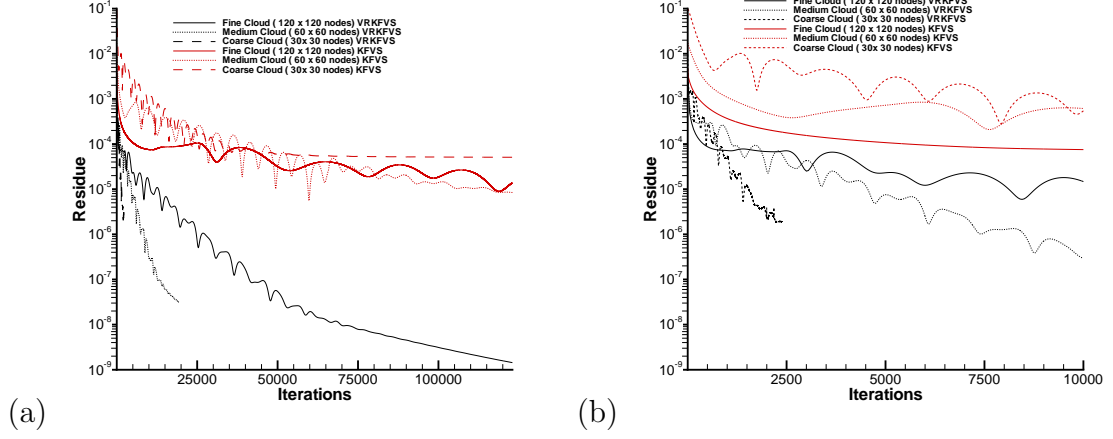 10^-1
10^-2
10^-3
10^-4
10^-5
10^-6
10^-7
10^-8
10^-9
Residue
Fine Cloud ( 120 x 120 nodes) VRKFVS
Medium Cloud ( 60 x 60 nodes) VRKFVS
Coarse Cloud ( 30x 30 nodes) VRKFVS
Fine Cloud ( 120 x 120 nodes) KFVS
Medium Cloud ( 60 x 60 nodes) KFVS
Coarse Cloud ( 30x 30 nodes) KFVS
25000 50000 75000 100000
Iterations
(a)
10^-1
10^-2
10^-3
10^-4
10^-5
10^-6
10^-7
10^-8
10^-9
Residue
Fine Cloud ( 120 x 120 nodes) VRKFVS
Medium Cloud ( 60 x 60 nodes) VRKFVS
Coarse Cloud ( 30x 30 nodes) VRKFVS
Fine Cloud ( 120 x 120 nodes) KFVS
Medium Cloud ( 60 x 60 nodes) KFVS
Coarse Cloud ( 30x 30 nodes) KFVS
2500 5000 7500 10000
Iterations
(b)